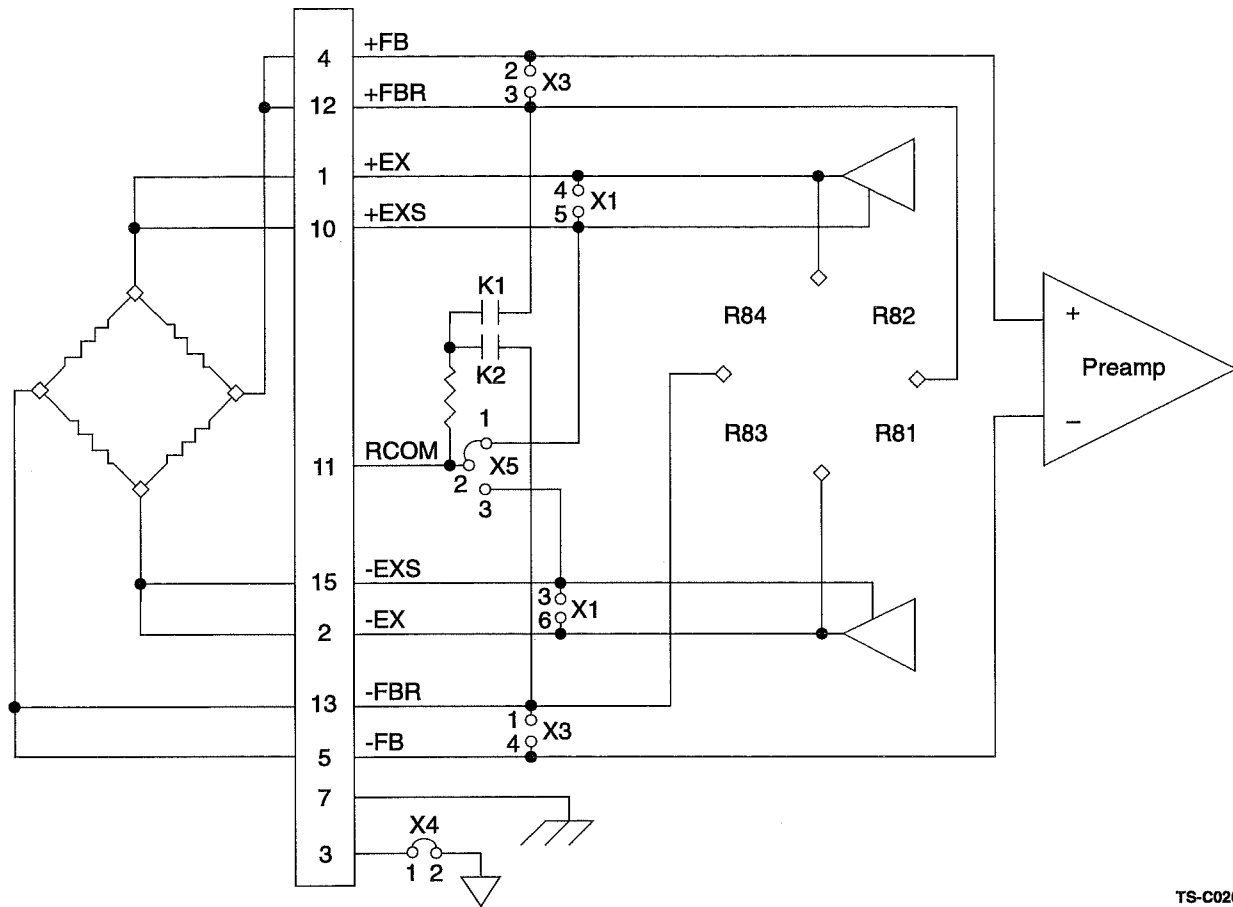 4 +FB
2 X3
3
12 +FBR
1 +EX
4 X1
5
10 +EXS
K1
K2
R84 R82
+
Preamp
−
R83 R81
1
11 RCOM
X5
2
3
15 -EXS
3 X1
6
2 -EX
13 -FBR
1 X3
4
5 -FB
7
X4
3
1 2